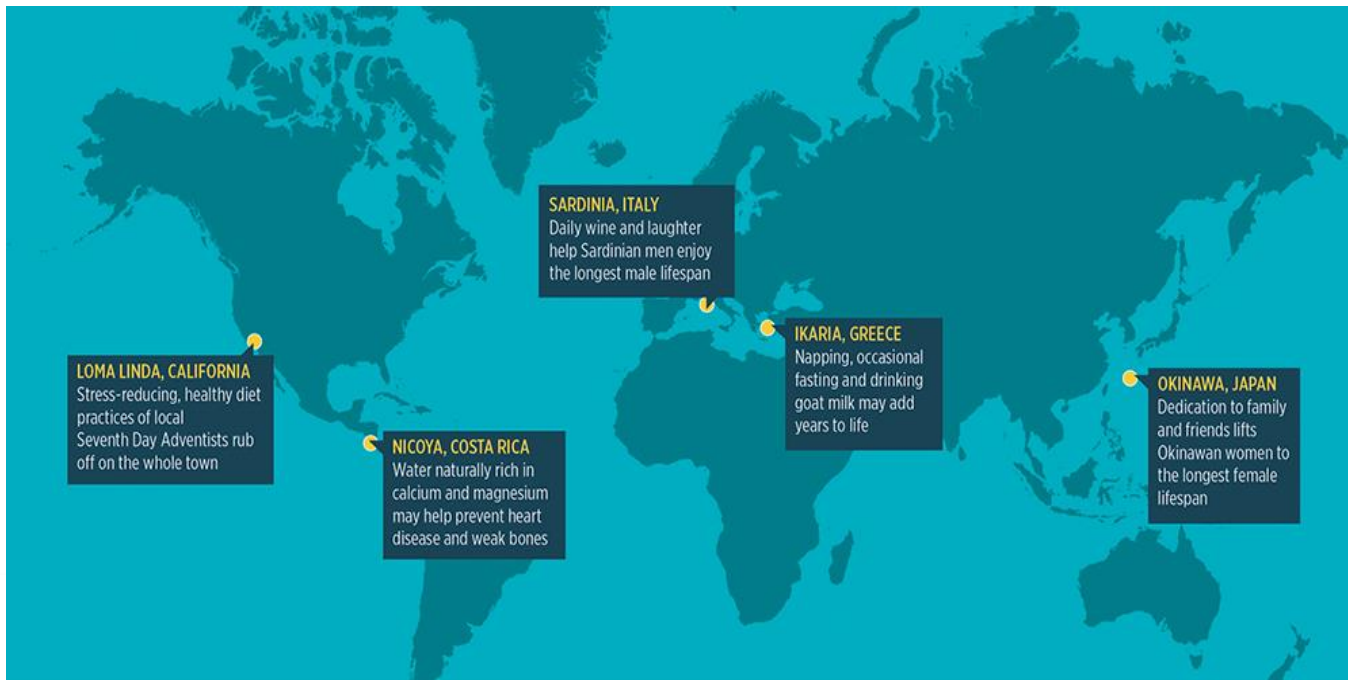 SARDINIA, ITALY
Daily wine and laughter
help Sardinian men enjoy
the longest male lifespan
IKARIA, GREECE
Napping, occasional
fasting and drinking
goat milk may add
years to life
LOMA LINDA, CALIFORNIA
Stress-reducing, healthy diet
practices of local
Seventh Day Adventists rub
off on the whole town
OKINAWA, JAPAN
Dedication to family
and friends lifts
Okinawan women to
the longest female
lifespan
NICOYA, COSTA RICA
Water naturally rich in
calcium and magnesium
may help prevent heart
disease and weak bones